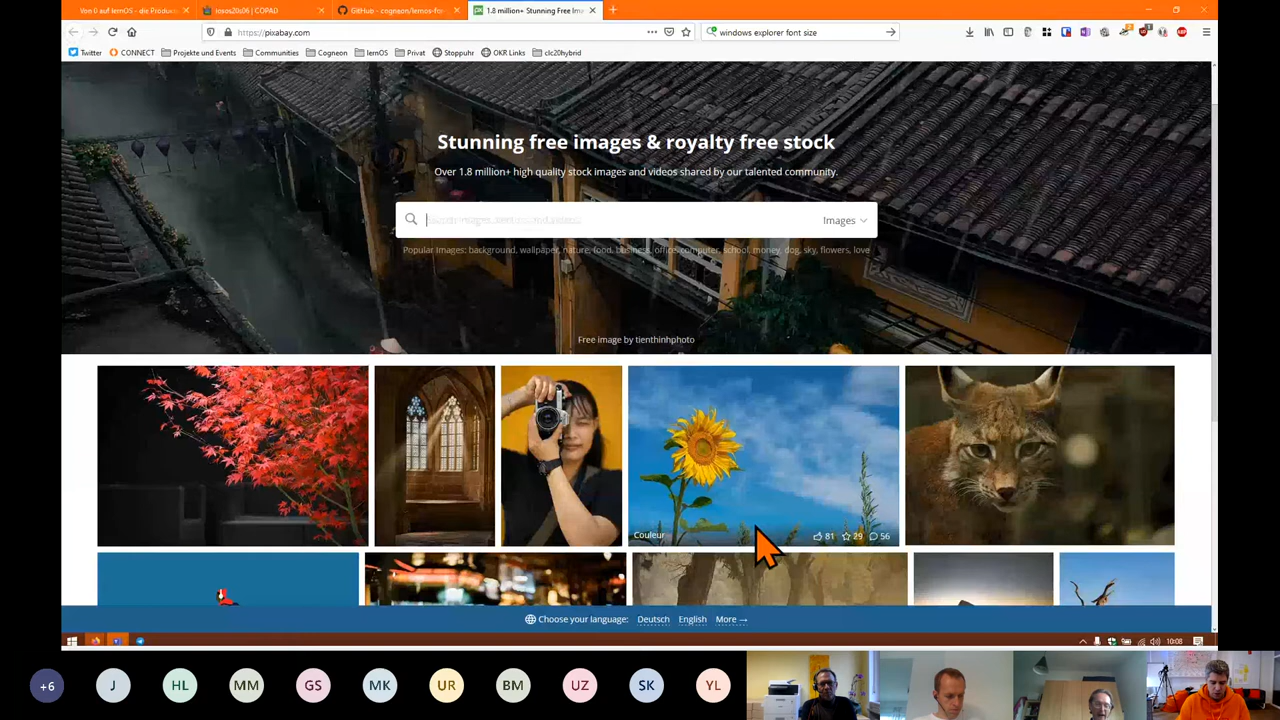 Von 0 auf lernOS - die Produkti
losos20s06 | COPAD
GitHub - cogneon/lernos-for
1.8 million+ Stunning Free Ima
https://pixabay.com
windows explorer font size
Twitter
CONNECT
Projekte und Events
Communities
Cogneon
lernOS
Privat
Stoppuhr
OKR Links
clc20hybrid
Stunning free images & royalty free stock
Over 1.8 million+ high quality stock images and videos shared by our talented community.
Images
Popular Images: background, wallpaper, nature, food, business, office, computer, school, money, dog, sky, flowers, love
Free image by tienthinhphoto
Couleur
81
29
56
Choose your language: Deutsch English More →
10:08
+6
J
HL
MM
GS
MK
UR
BM
UZ
SK
YL